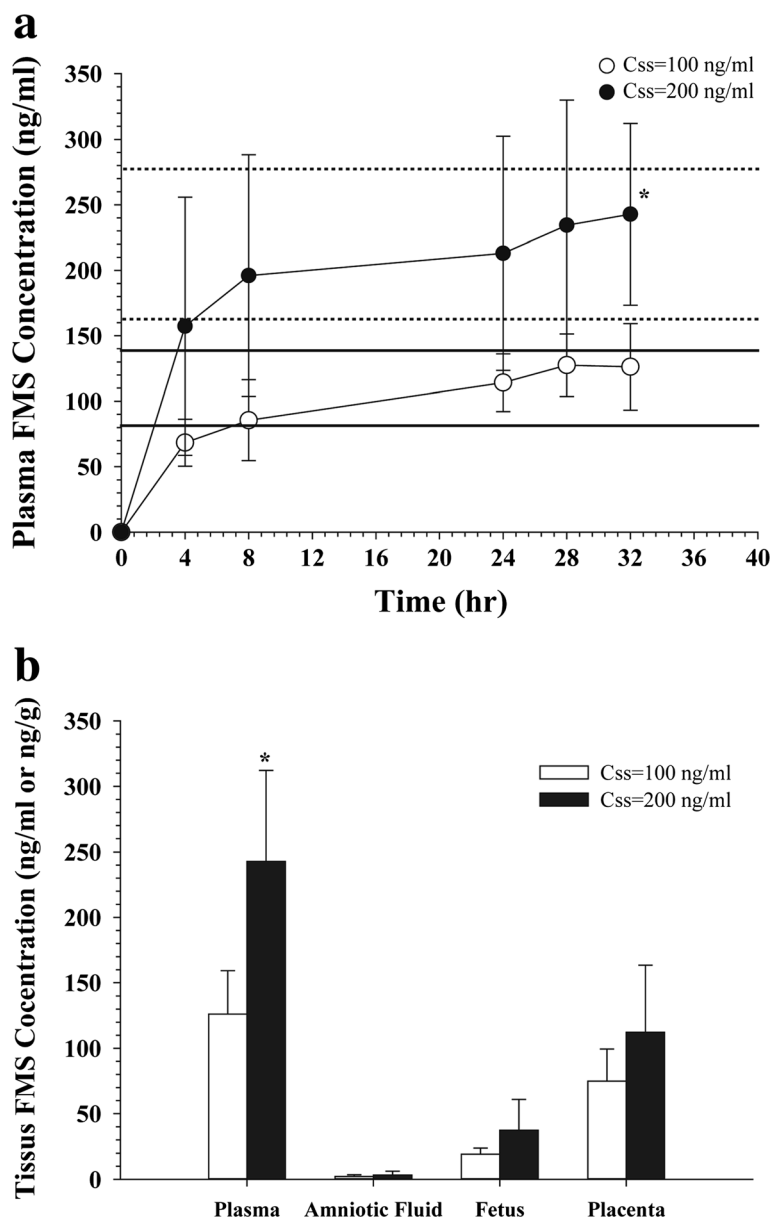 a
Css=100 ng/ml
Css=200 ng/ml
Plasma FMS Concentration (ng/ml)
350
300
250
200
150
100
50
0
*
0 4 8 12 16 20 24 28 32 36 40
Time (hr)
b
Css=100 ng/ml
Css=200 ng/ml
Tissus FMS Cocentration (ng/ml or ng/g)
350
300
250
200
150
100
50
0
*
Plasma Amniotic Fluid Fetus Placenta